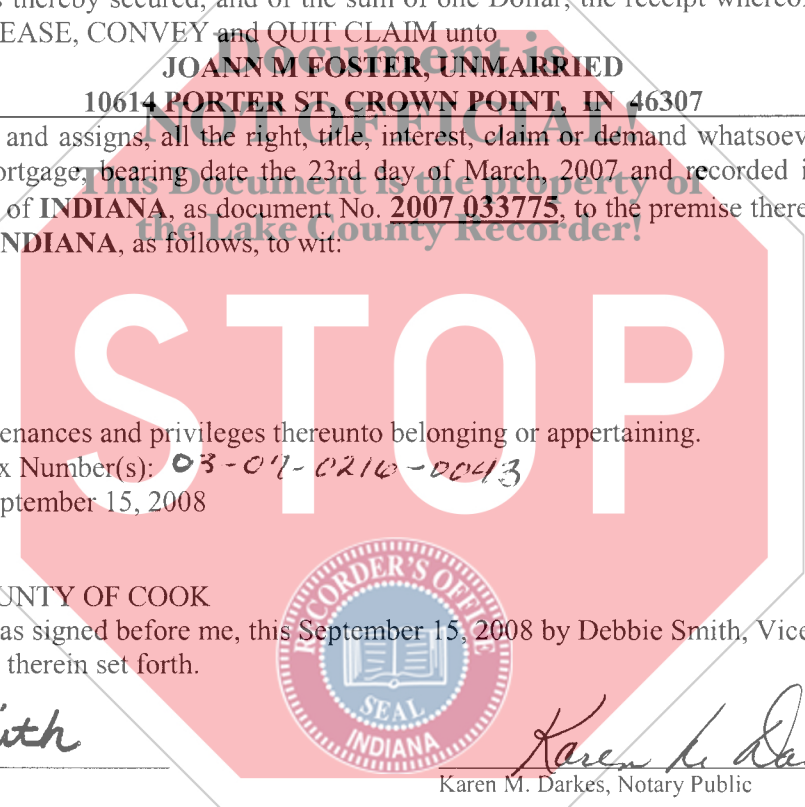 s thereby secured, and of the sum of one Dollar, the receipt whereof
EASE, CONVEY and QUIT CLAIM unto
Document is
JOANN M FOSTER, UNMARRIED
10614 PORTER ST, CROWN POINT, IN 46307
NOT OFFICIAL!
and assigns, all the right, title, interest, claim or demand whatsoev
ortgage, bearing date the 23rd day of March, 2007 and recorded i
This Document is the property of
of INDIANA, as document No. 2007 033775, to the premise there
the Lake County Recorder!
NDIANA, as follows, to wit:
STOP
enances and privileges thereunto belonging or appertaining.
x Number(s): 03-07-0216-0043
ptember 15, 2008
UNTY OF COOK
as signed before me, this September 15, 2008 by Debbie Smith, Vice
therein set forth.
RECORDER'S OFFICE
SEAL
INDIANA
ith
Karen M Da
Karen M. Darkes, Notary Public